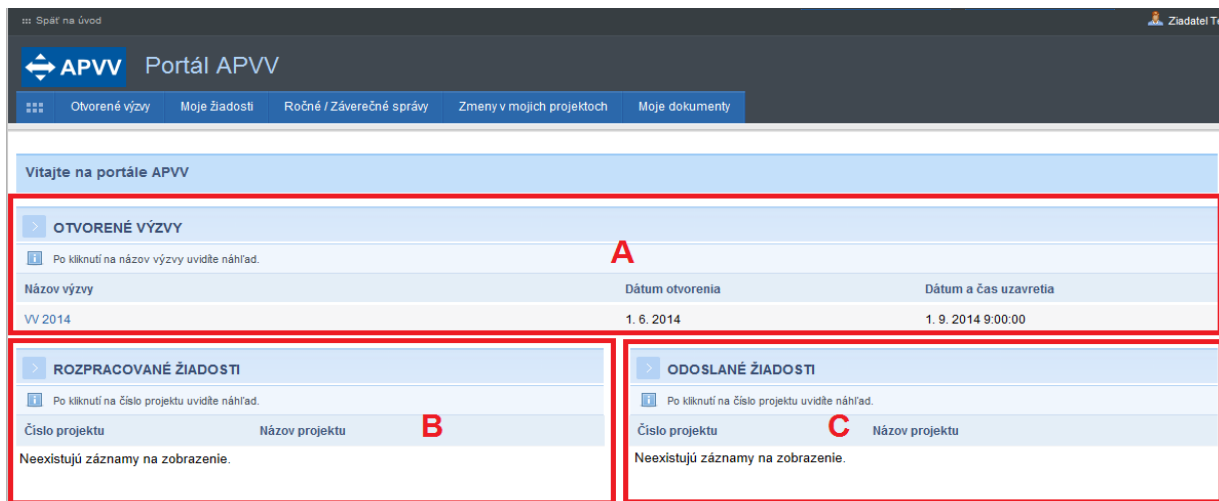 ::: Späť na úvod
Ziadatel Te
APVV Portál APVV
Otvorené výzvy Moje žiadosti Ročné / Záverečné správy Zmeny v mojich projektoch Moje dokumenty
Vitajte na portále APVV
OTVORENÉ VÝZVY
A
Po kliknutí na názov výzvy uvidíte náhľad.
Názov výzvy Dátum otvorenia Dátum a čas uzavretia
VV 2014 1. 6. 2014 1. 9. 2014 9:00:00
ROZPRACOVANÉ ŽIADOSTI
Po kliknutí na číslo projektu uvidíte náhľad.
Číslo projektu Názov projektu
B
Neexistujú záznamy na zobrazenie.
ODOSLANÉ ŽIADOSTI
Po kliknutí na číslo projektu uvidíte náhľad.
Číslo projektu Názov projektu
C
Neexistujú záznamy na zobrazenie.